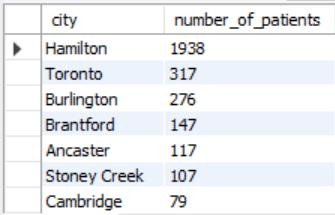 city number_of_patients
Hamilton 1938
Toronto 317
Burlington 276
Brantford 147
Ancaster 117
Stoney Creek 107
Cambridge 79